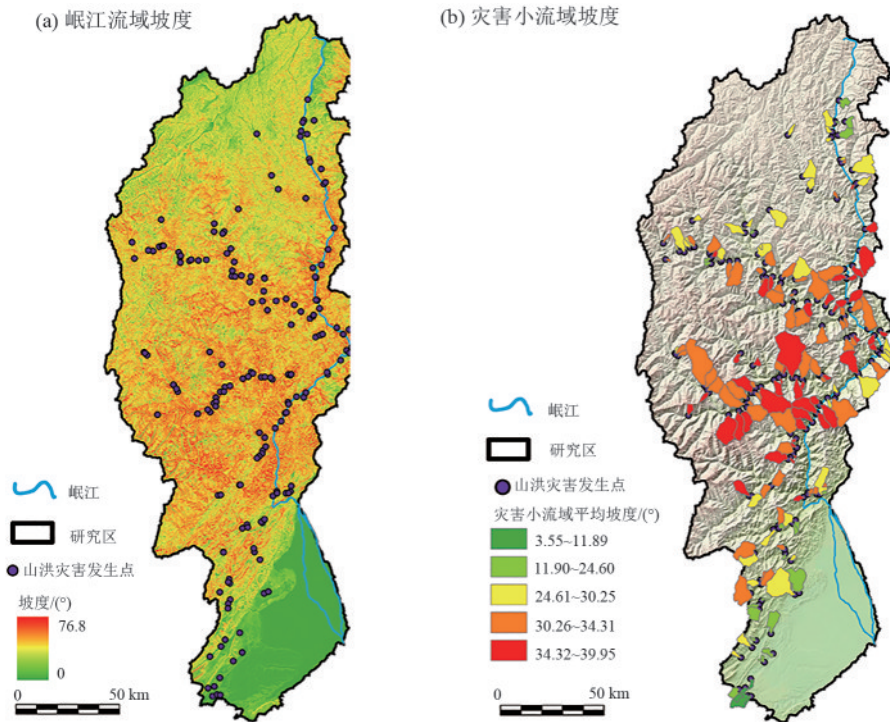 (a) 岷江流域坡度
岷江
研究区
山洪灾害发生点
坡度/(°)
76.8
0
0 50 km
(b) 灾害小流域坡度
岷江
研究区
山洪灾害发生点
灾害小流域平均坡度/(°)
3.55~11.89
11.90~24.60
24.61~30.25
30.26~34.31
34.32~39.95
0 50 km